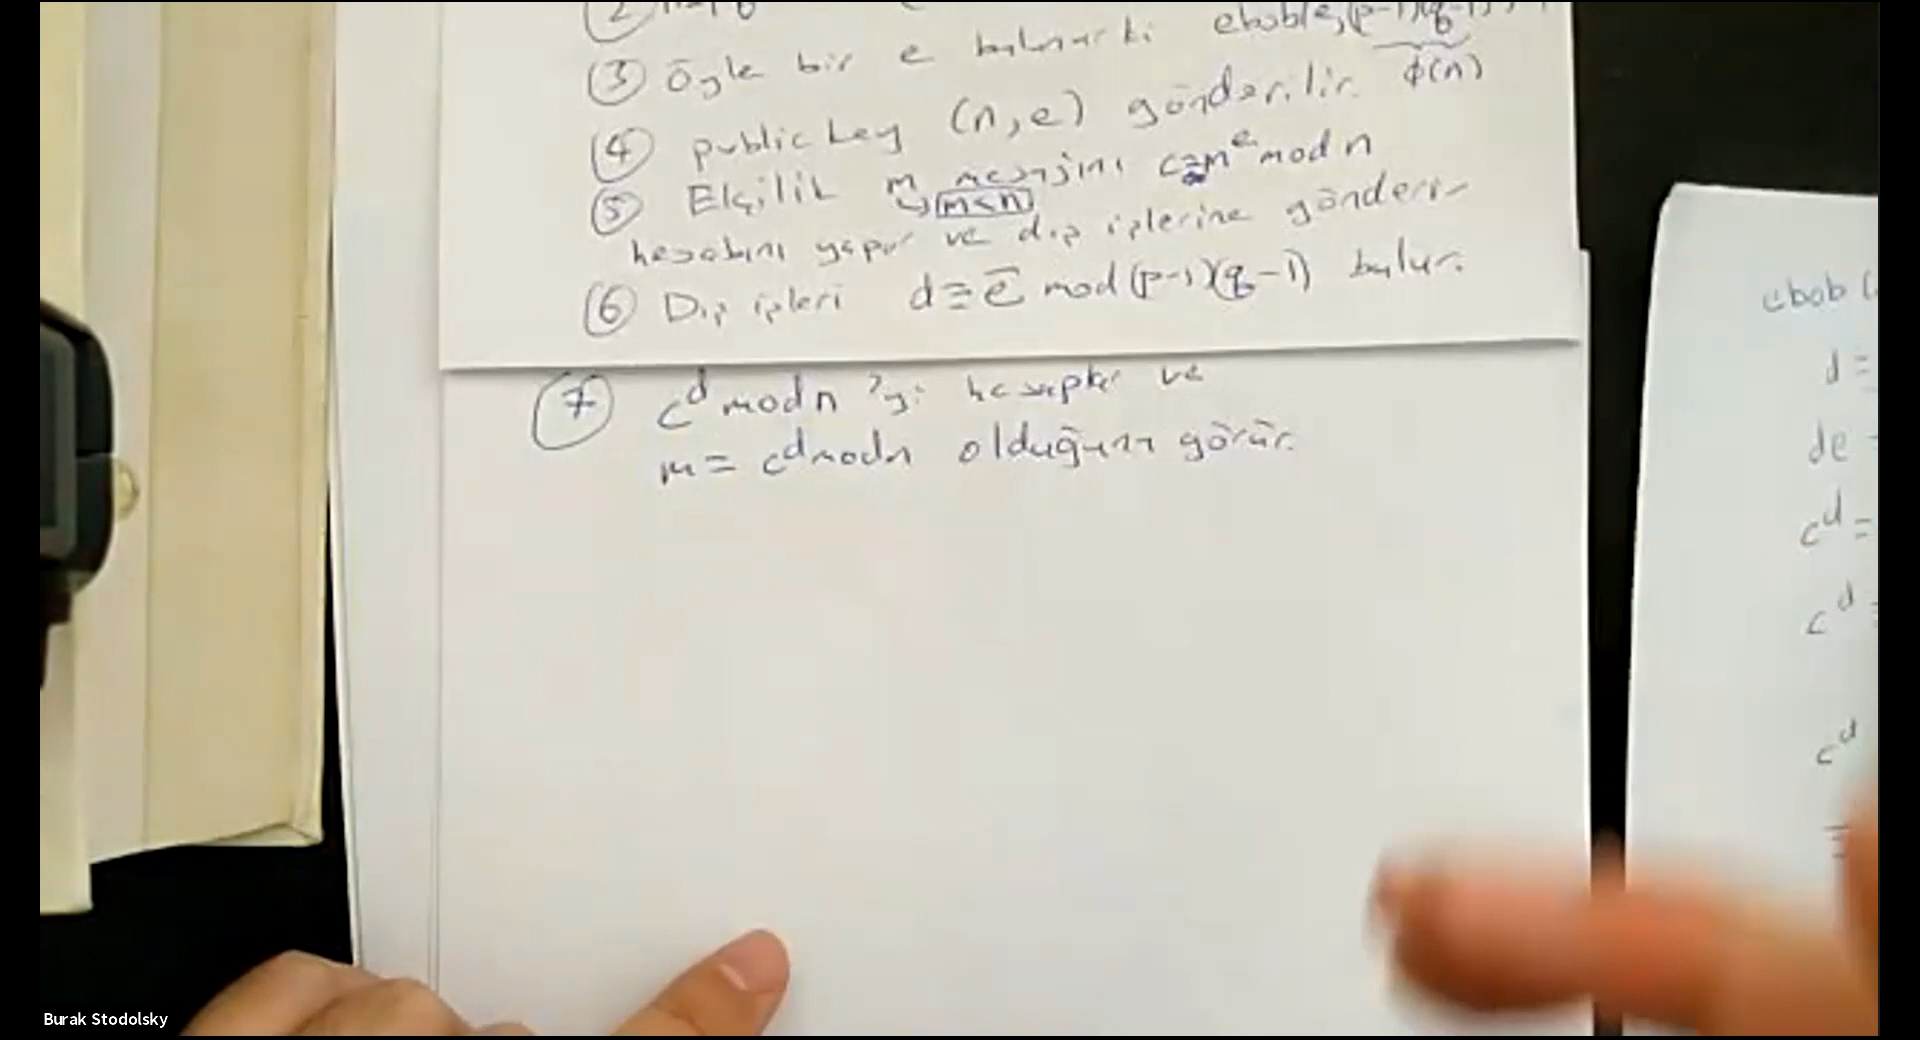 ③ Öyle bir e bulunur ki ebob(e,(p-1)(q-1))
ϕ(n)
④ public key (n,e) gönderilir.
⑤ Elçilik m mesajını c≡m^e mod n
m<n
hesabını yapar ve dış işlerine gönderir
⑥ Dış işleri d≡e̅ mod (p-1)(q-1) bulur.
⑦ c^d mod n 'yi hesaplar ve
m = c^d mod n olduğunu görür.
ebob (
d =
de
c^d =
c^d =
c^d
≡
Burak Stodolsky